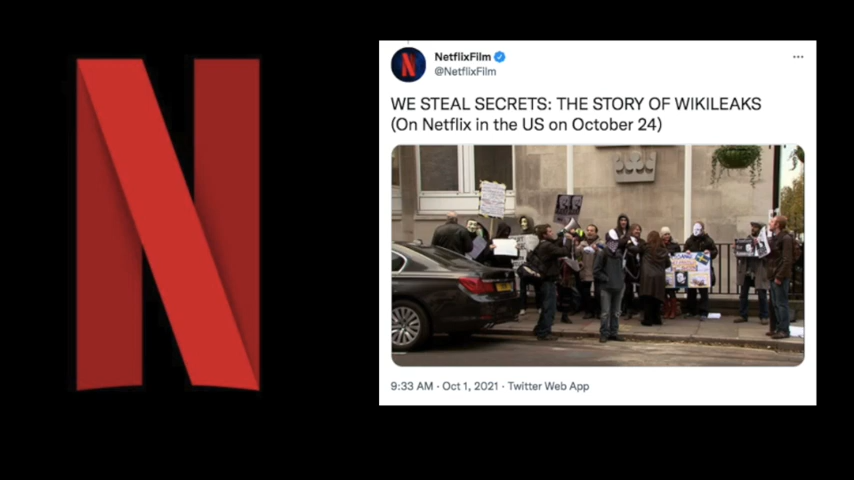 N
NetflixFilm
@NetflixFilm
WE STEAL SECRETS: THE STORY OF WIKILEAKS
(On Netflix in the US on October 24)
9:33 AM · Oct 1, 2021 · Twitter Web App